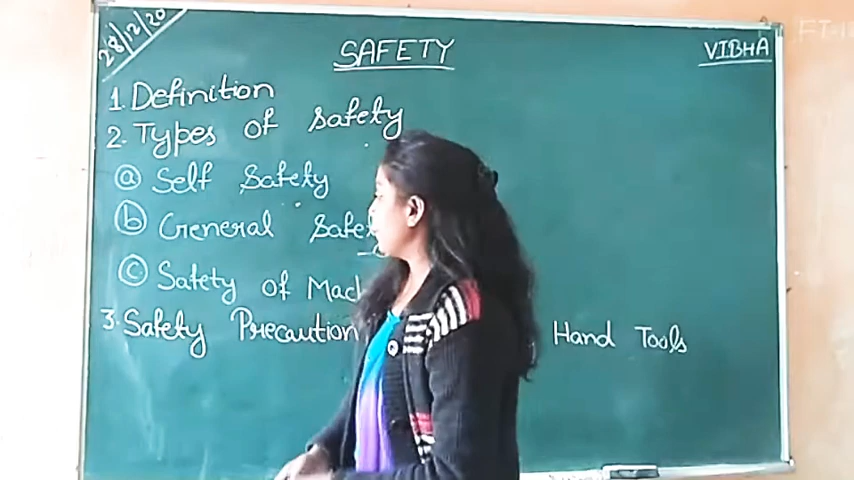 28/12/20
SAFETY
VIBHA
1. Definition
2. Types of safety
(a) Self Safety
(b) General
(c) Safety of
3. Safety Precaution Hand Tools